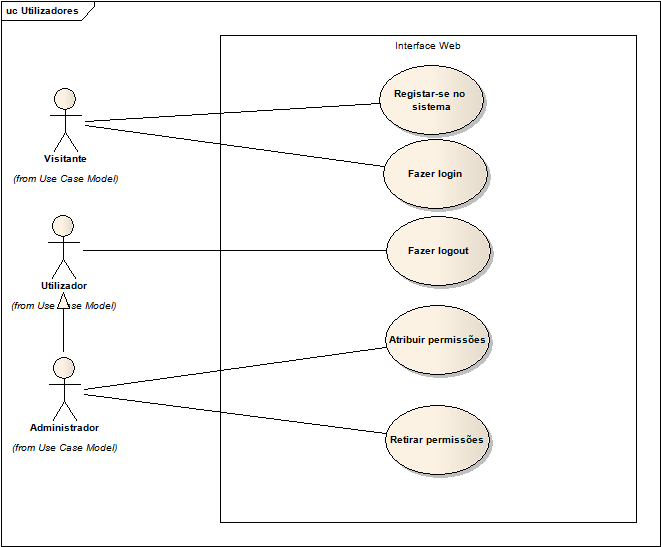 uc Utilizadores
Interface Web
Registar-se no
sistema
Visitante
(from Use Case Model)
Fazer login
Utilizador
(from Use Case Model)
Fazer logout
Atribuir permissões
Administrador
(from Use Case Model)
Retirar permissões